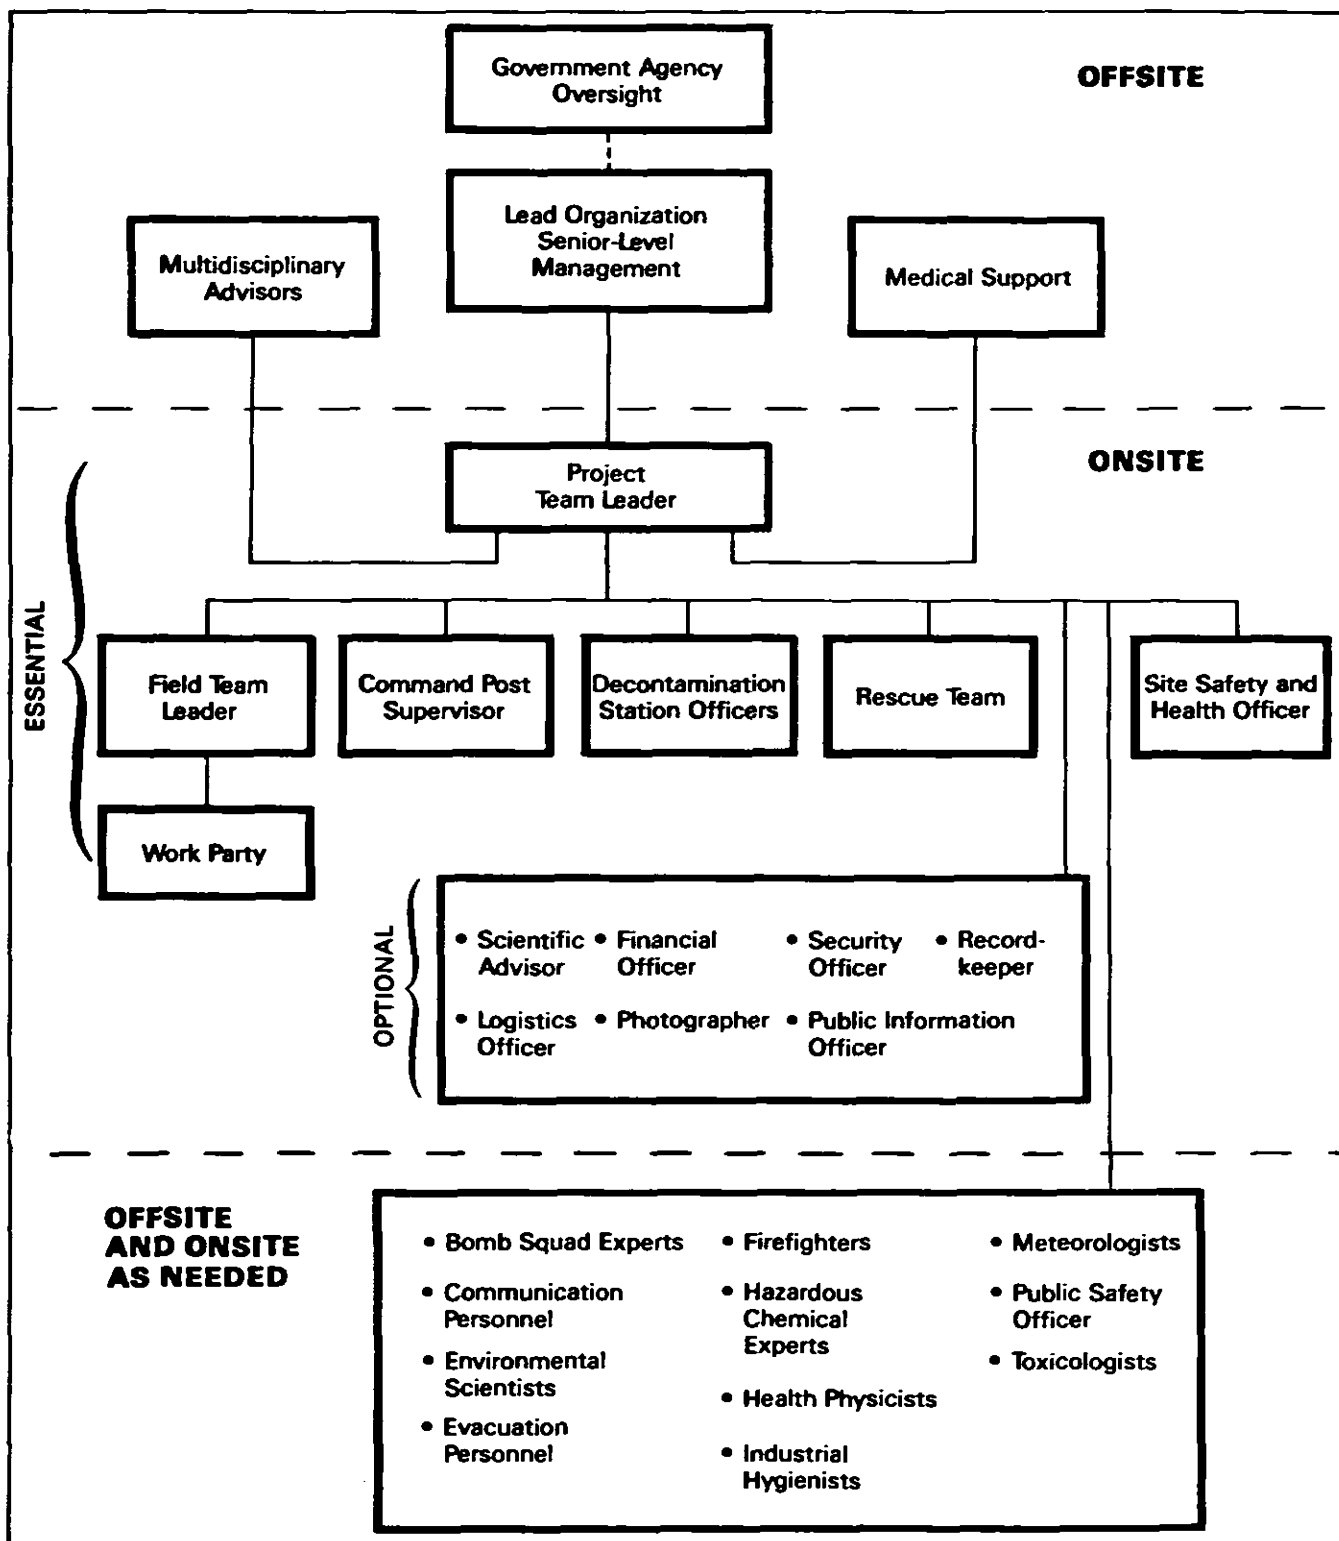 Government Agency
Oversight
OFFSITE
Lead Organization
Senior-Level
Management
Multidisciplinary
Advisors
Medical Support
ONSITE
Project
Team Leader
ESSENTIAL
Field Team
Leader
Command Post
Supervisor
Decontamination
Station Officers
Rescue Team
Site Safety and
Health Officer
Work Party
OPTIONAL
• Scientific
Advisor
• Financial
Officer
• Security
Officer
• Record-
keeper
• Logistics
Officer
• Photographer
• Public Information
Officer
OFFSITE
AND ONSITE
AS NEEDED
• Bomb Squad Experts
• Communication
Personnel
• Environmental
Scientists
• Evacuation
Personnel
• Firefighters
• Hazardous
Chemical
Experts
• Health Physicists
• Industrial
Hygienists
• Meteorologists
• Public Safety
Officer
• Toxicologists